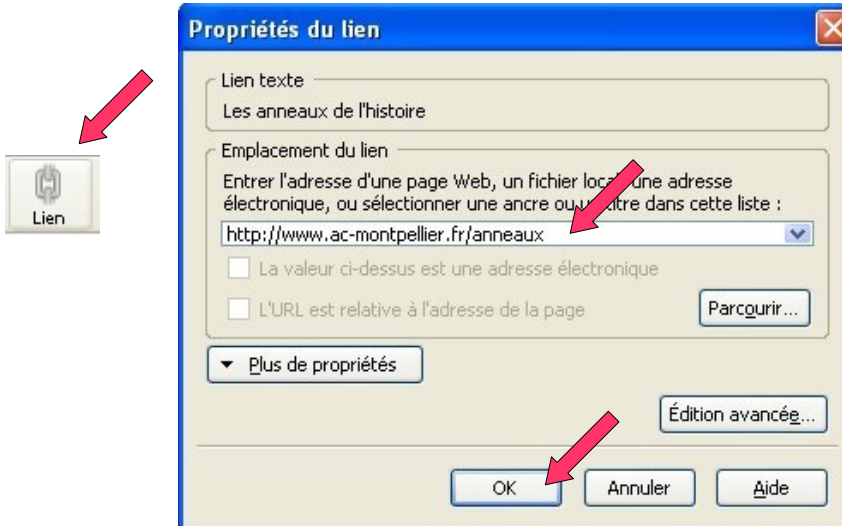 Propriétés du lien
Lien texte
Les anneaux de l'histoire
Lien
Emplacement du lien
Entrer l'adresse d'une page Web, un fichier local, une adresse
électronique, ou sélectionner une ancre ou un titre dans cette liste :
http://www.ac-montpellier.fr/anneaux
La valeur ci-dessus est une adresse électronique
L'URL est relative à l'adresse de la page
Parcourir...
Plus de propriétés
Édition avancée...
OK
Annuler
Aide